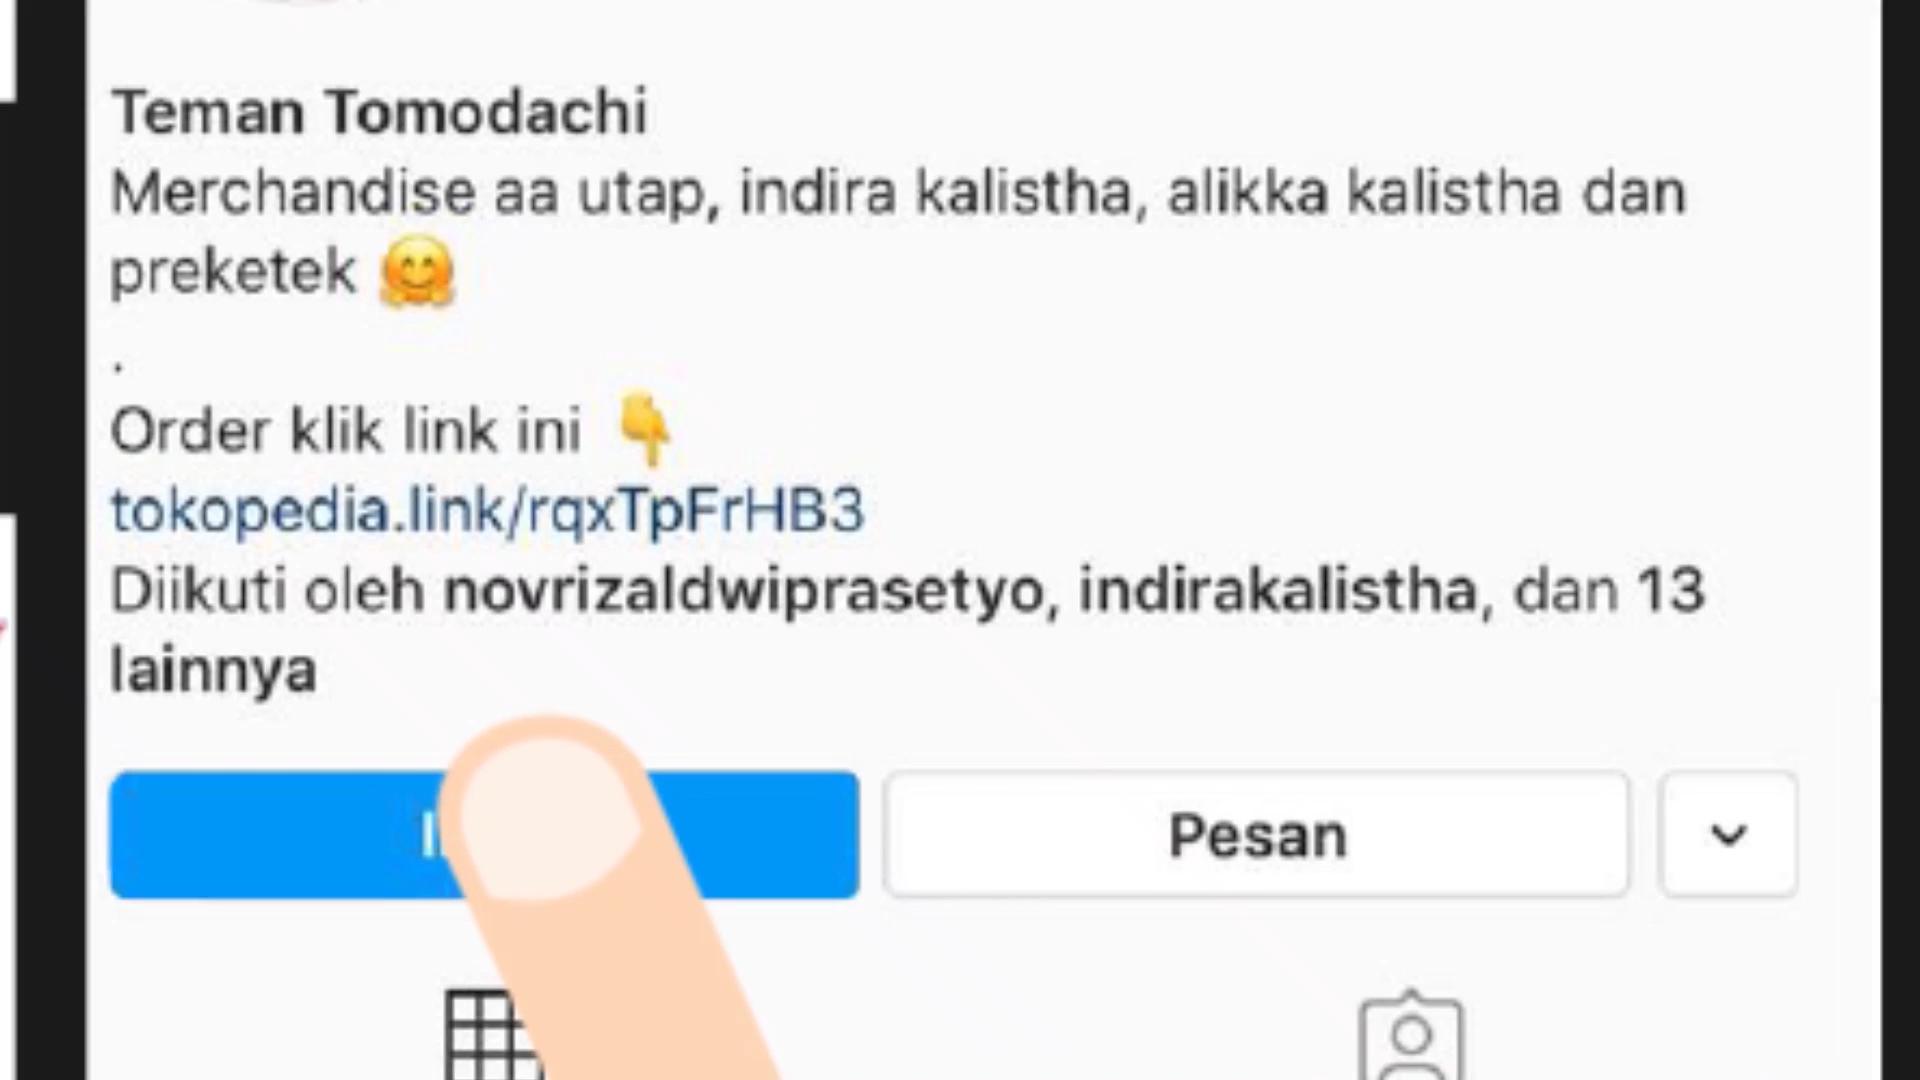 Teman Tomodachi
Merchandise aa utap, indira kalistha, alikka kalistha dan
preketek 🤗
.
Order klik link ini 👇
tokopedia.link/rqxTpFrHB3
Diikuti oleh novrizaldwiprasetyo, indirakalistha, dan 13
lainnya
Pesan